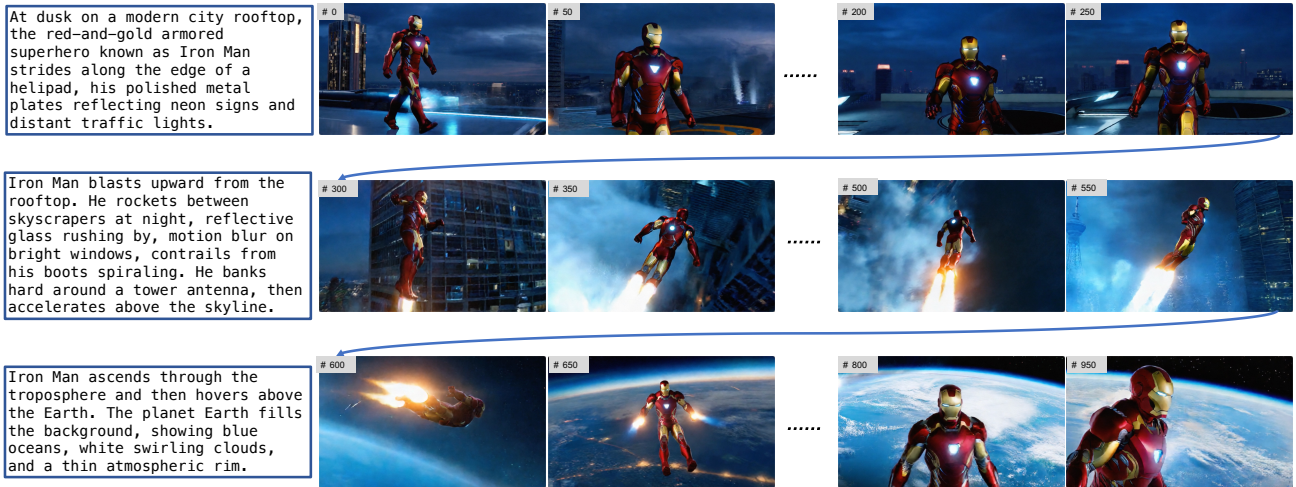 At dusk on a modern city rooftop,
the red-and-gold armored
superhero known as Iron Man
strides along the edge of a
helipad, his polished metal
plates reflecting neon signs and
distant traffic lights.
# 0
# 50
......
# 200
# 250
Iron Man blasts upward from the
rooftop. He rockets between
skyscrapers at night, reflective
glass rushing by, motion blur on
bright windows, contrails from
his boots spiraling. He banks
hard around a tower antenna, then
accelerates above the skyline.
# 300
# 350
......
# 500
# 550
Iron Man ascends through the
troposphere and then hovers above
the Earth. The planet Earth fills
the background, showing blue
oceans, white swirling clouds,
and a thin atmospheric rim.
# 600
# 650
......
# 800
# 950